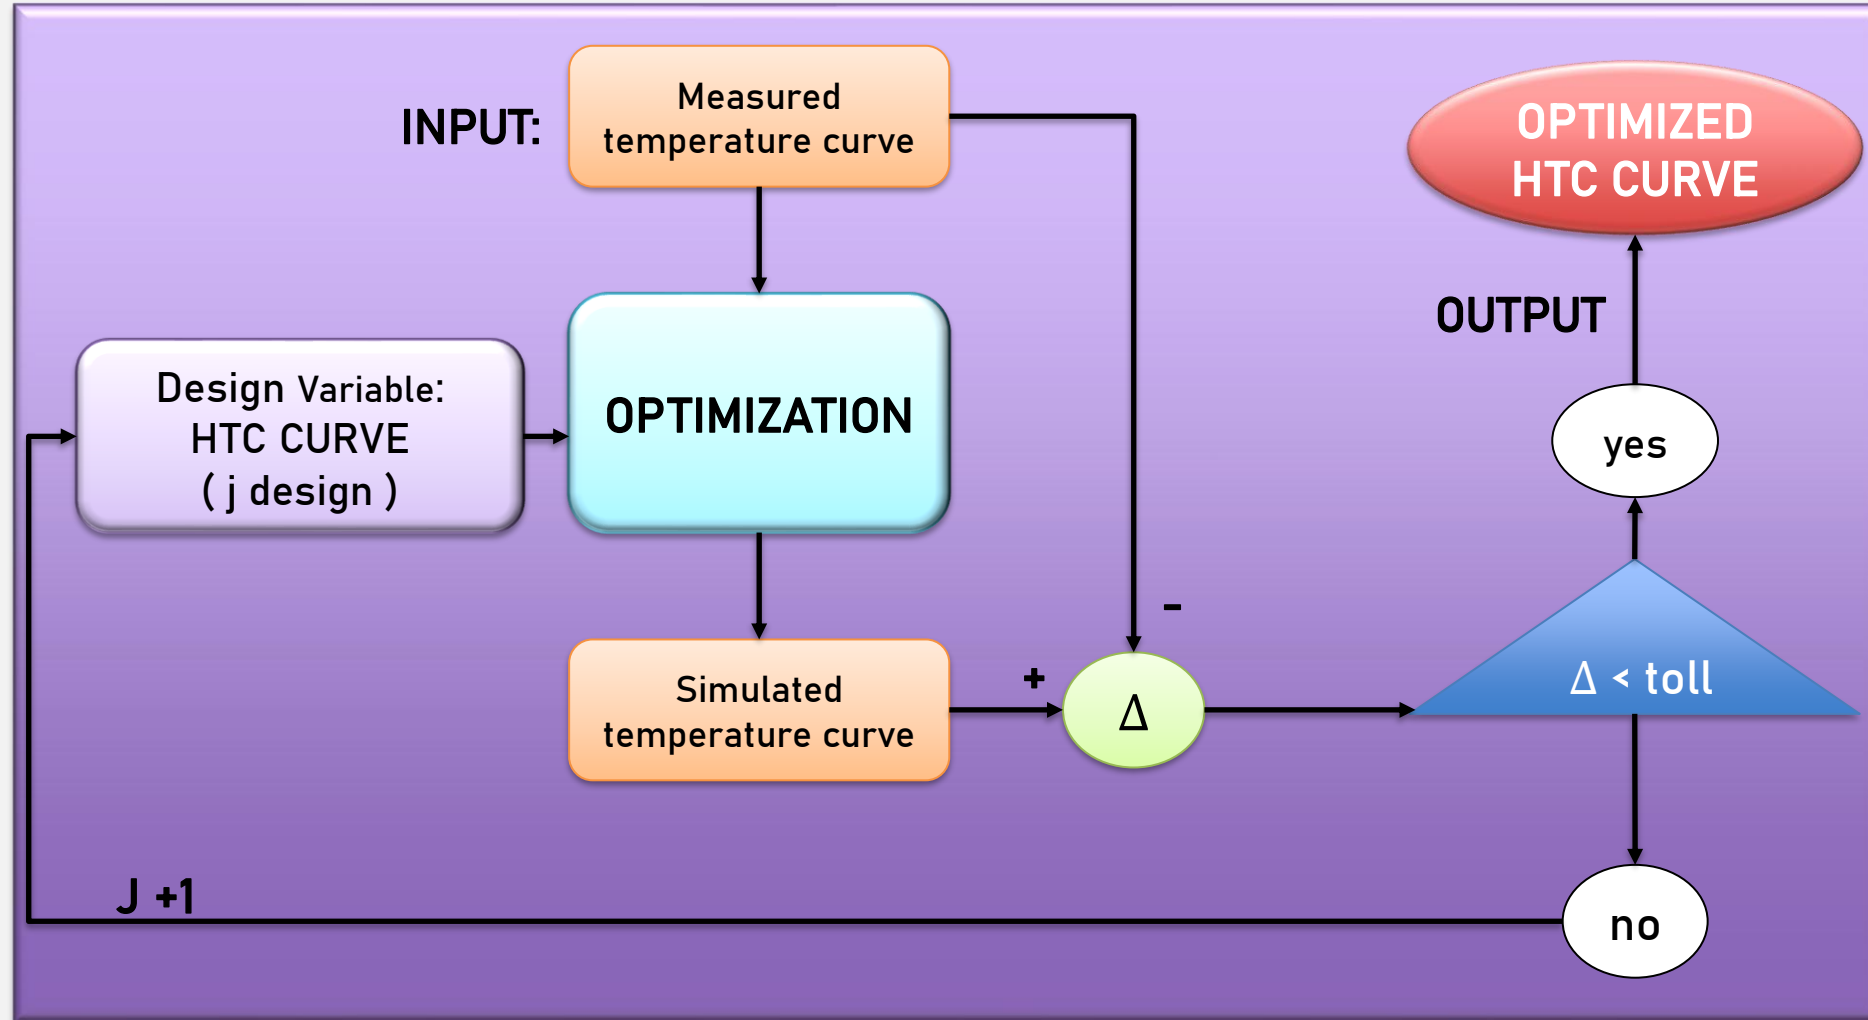 INPUT:
Measured
temperature curve
OPTIMIZED
HTC CURVE
OUTPUT
Design Variable:
HTC CURVE
( j design )
OPTIMIZATION
yes
-
Simulated
temperature curve
+
Δ
Δ < toll
J +1
no